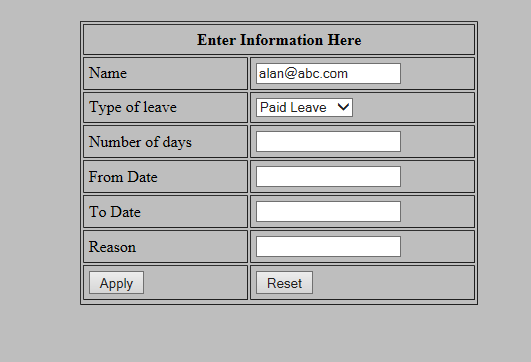 Enter Information Here
Name alan@abc.com
Type of leave Paid Leave
Number of days
From Date
To Date
Reason
Apply Reset